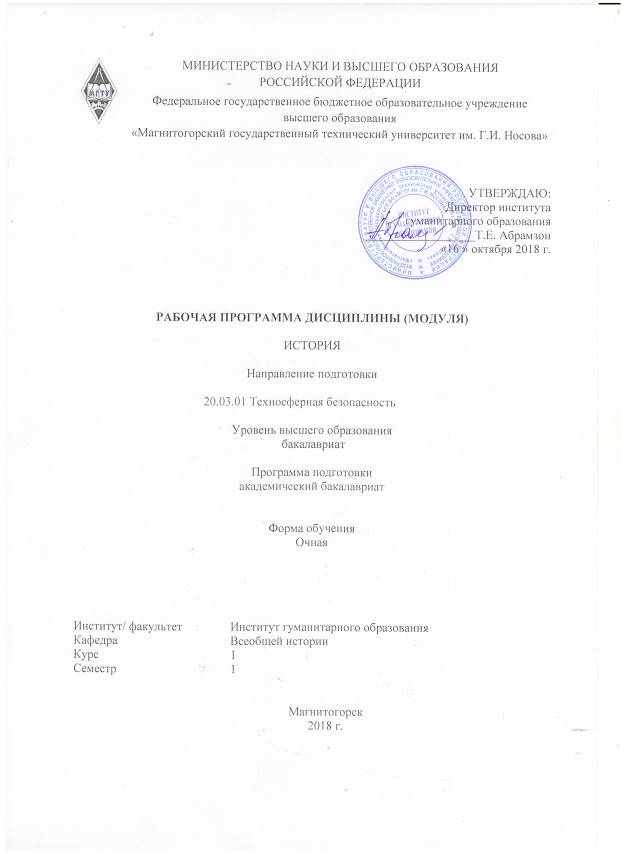 МИНИСТЕРСТВО НАУКИ И ВЫСШЕГО ОБРАЗОВАНИЯ
РОССИЙСКОЙ ФЕДЕРАЦИИ
Федеральное государственное бюджетное образовательное учреждение
высшего образования
«Магнитогорский государственный технический университет им. Г.И. Носова»
МГТУ
УТВЕРЖДАЮ:
Директор института
гуманитарного образования
Т.Е. Абрамзон
«16 » октября 2018 г.
РАБОЧАЯ ПРОГРАММА ДИСЦИПЛИНЫ (МОДУЛЯ)
ИСТОРИЯ
Направление подготовки
20.03.01 Техносферная безопасность
Уровень высшего образования
бакалавриат
Программа подготовки
академический бакалавриат
Форма обучения
Очная
Институт/ факультет Институт гуманитарного образования
Кафедра Всеобщей истории
Курс 1
Семестр 1
Магнитогорск
2018 г.